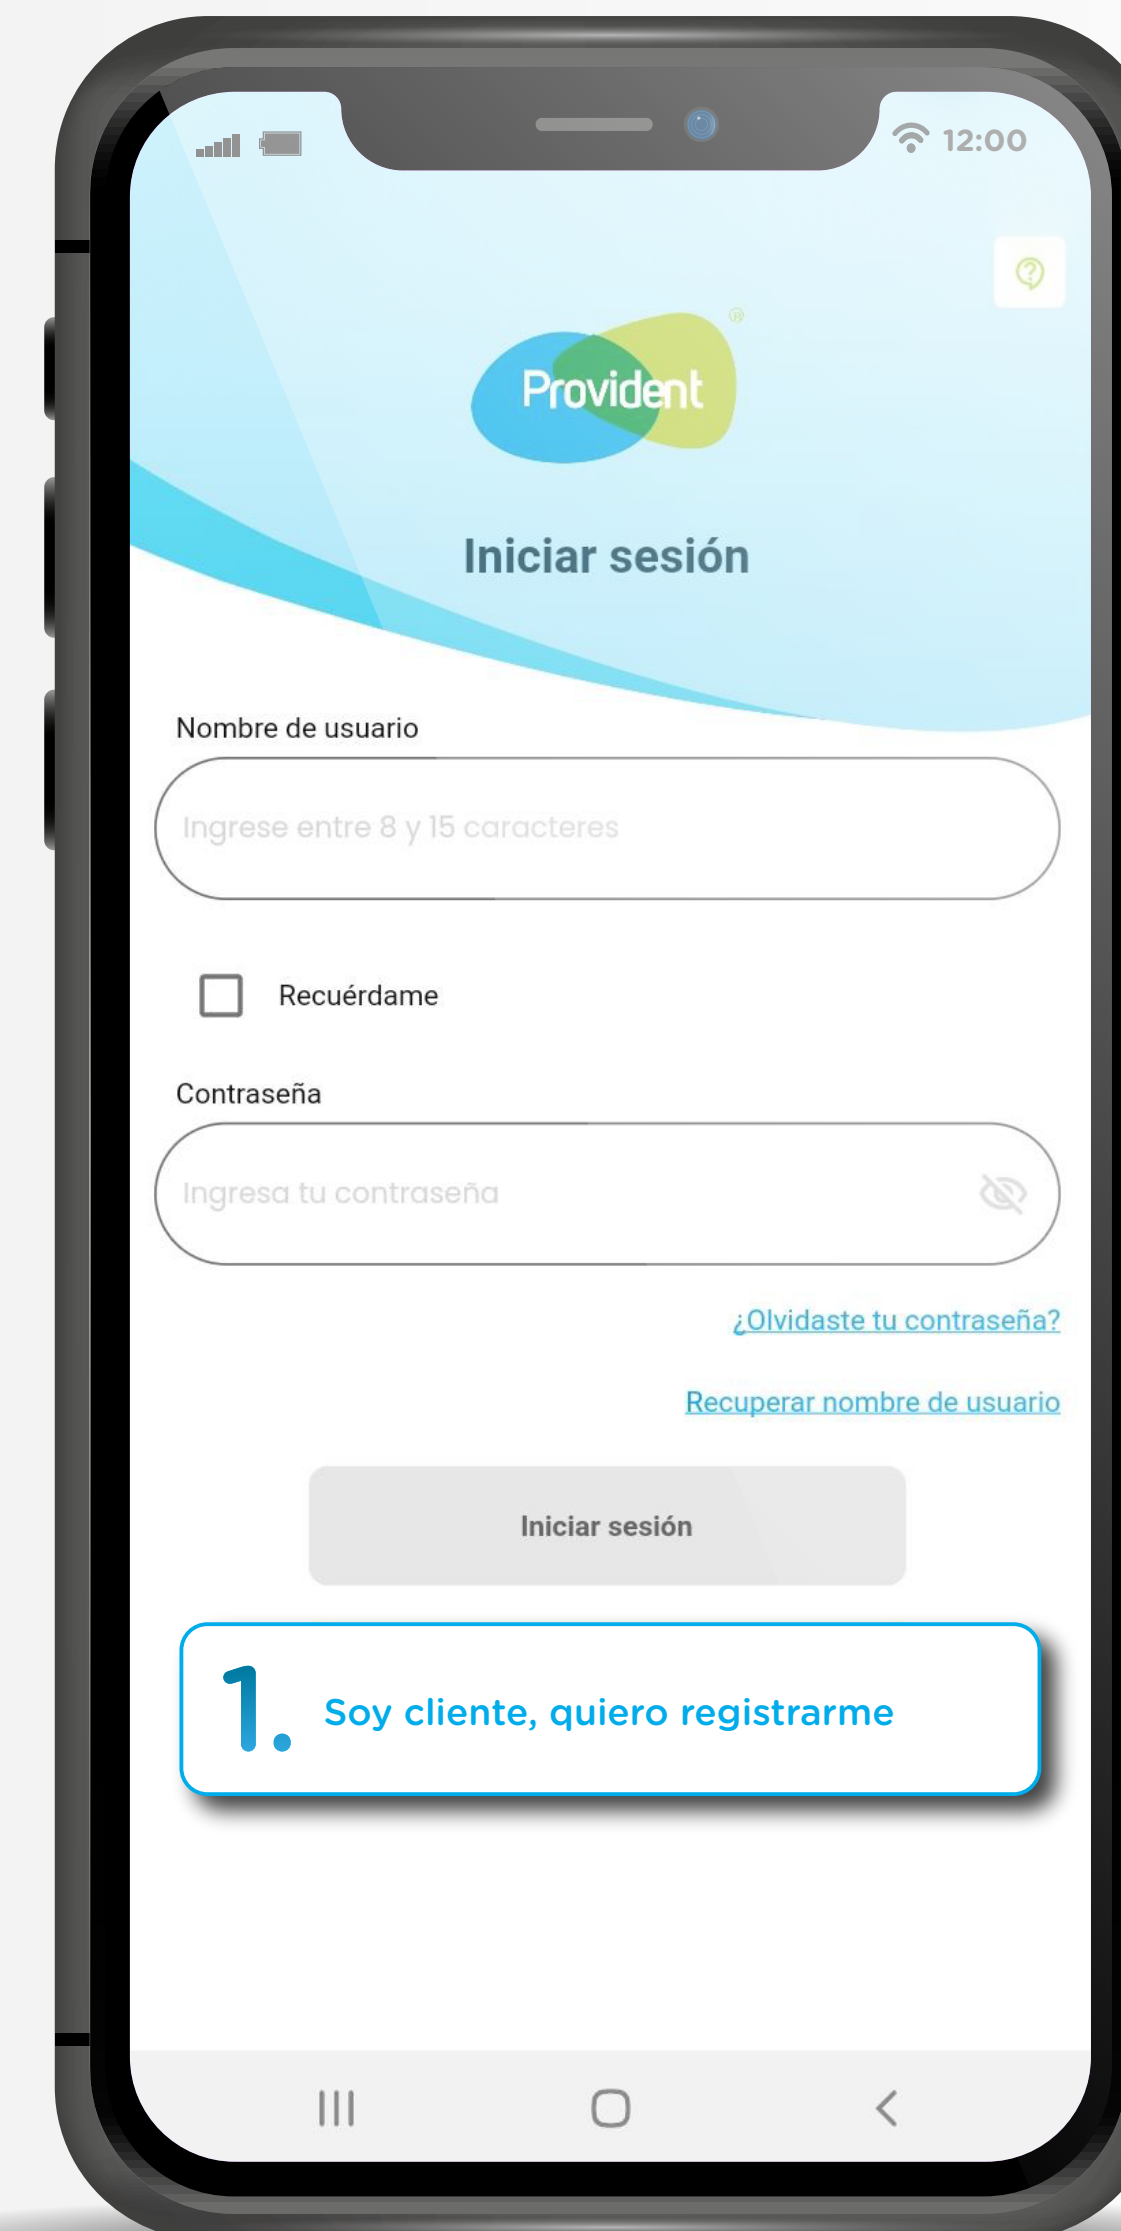 12:00
Provident
®
Iniciar sesión
Nombre de usuario
Ingrese entre 8 y 15 caracteres
Recuérdame
Contraseña
Ingresa tu contraseña
¿Olvidaste tu contraseña?
Recuperar nombre de usuario
Iniciar sesión
1. Soy cliente, quiero registrarme